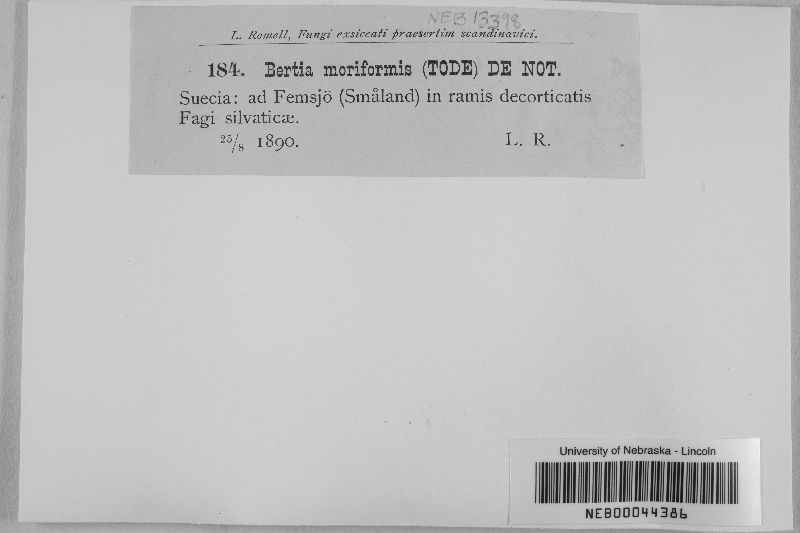 NEB 13398
L. Romell, Fungi exsiccati præsertim scandinavici.
184. Bertia moriformis (TODE) DE NOT.
Suecia: ad Femsjö (Småland) in ramis decorticatis
Fagi silvaticæ.
25/8 1890. L. R.
University of Nebraska - Lincoln
NEB00044386